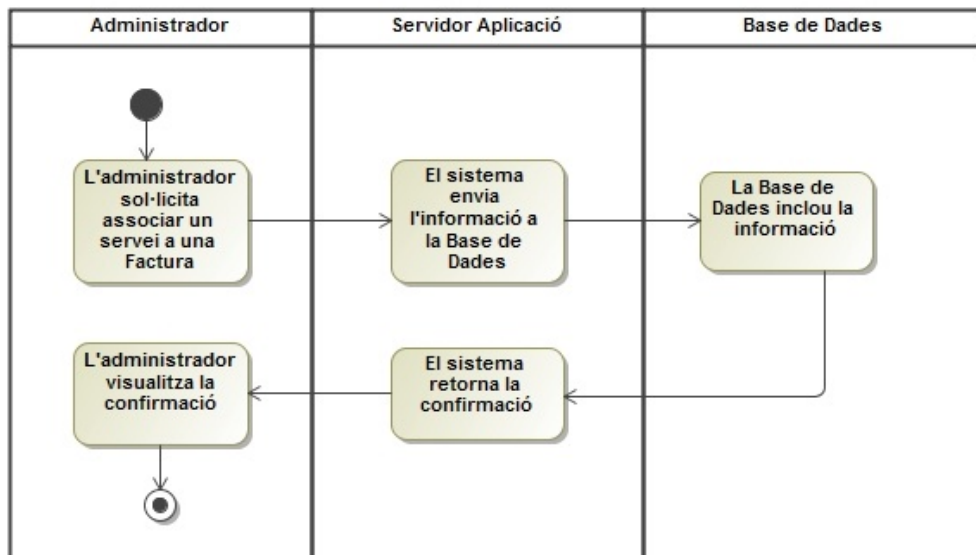 Administrador
Servidor Aplicació
Base de Dades
L'administrador
sol·licita
associar un
servei a una
Factura
El sistema
envia
l'informació a
la Base de
Dades
La Base de
Dades inclou la
informació
L'administrador
visualitza la
confirmació
El sistema
retorna la
confirmació